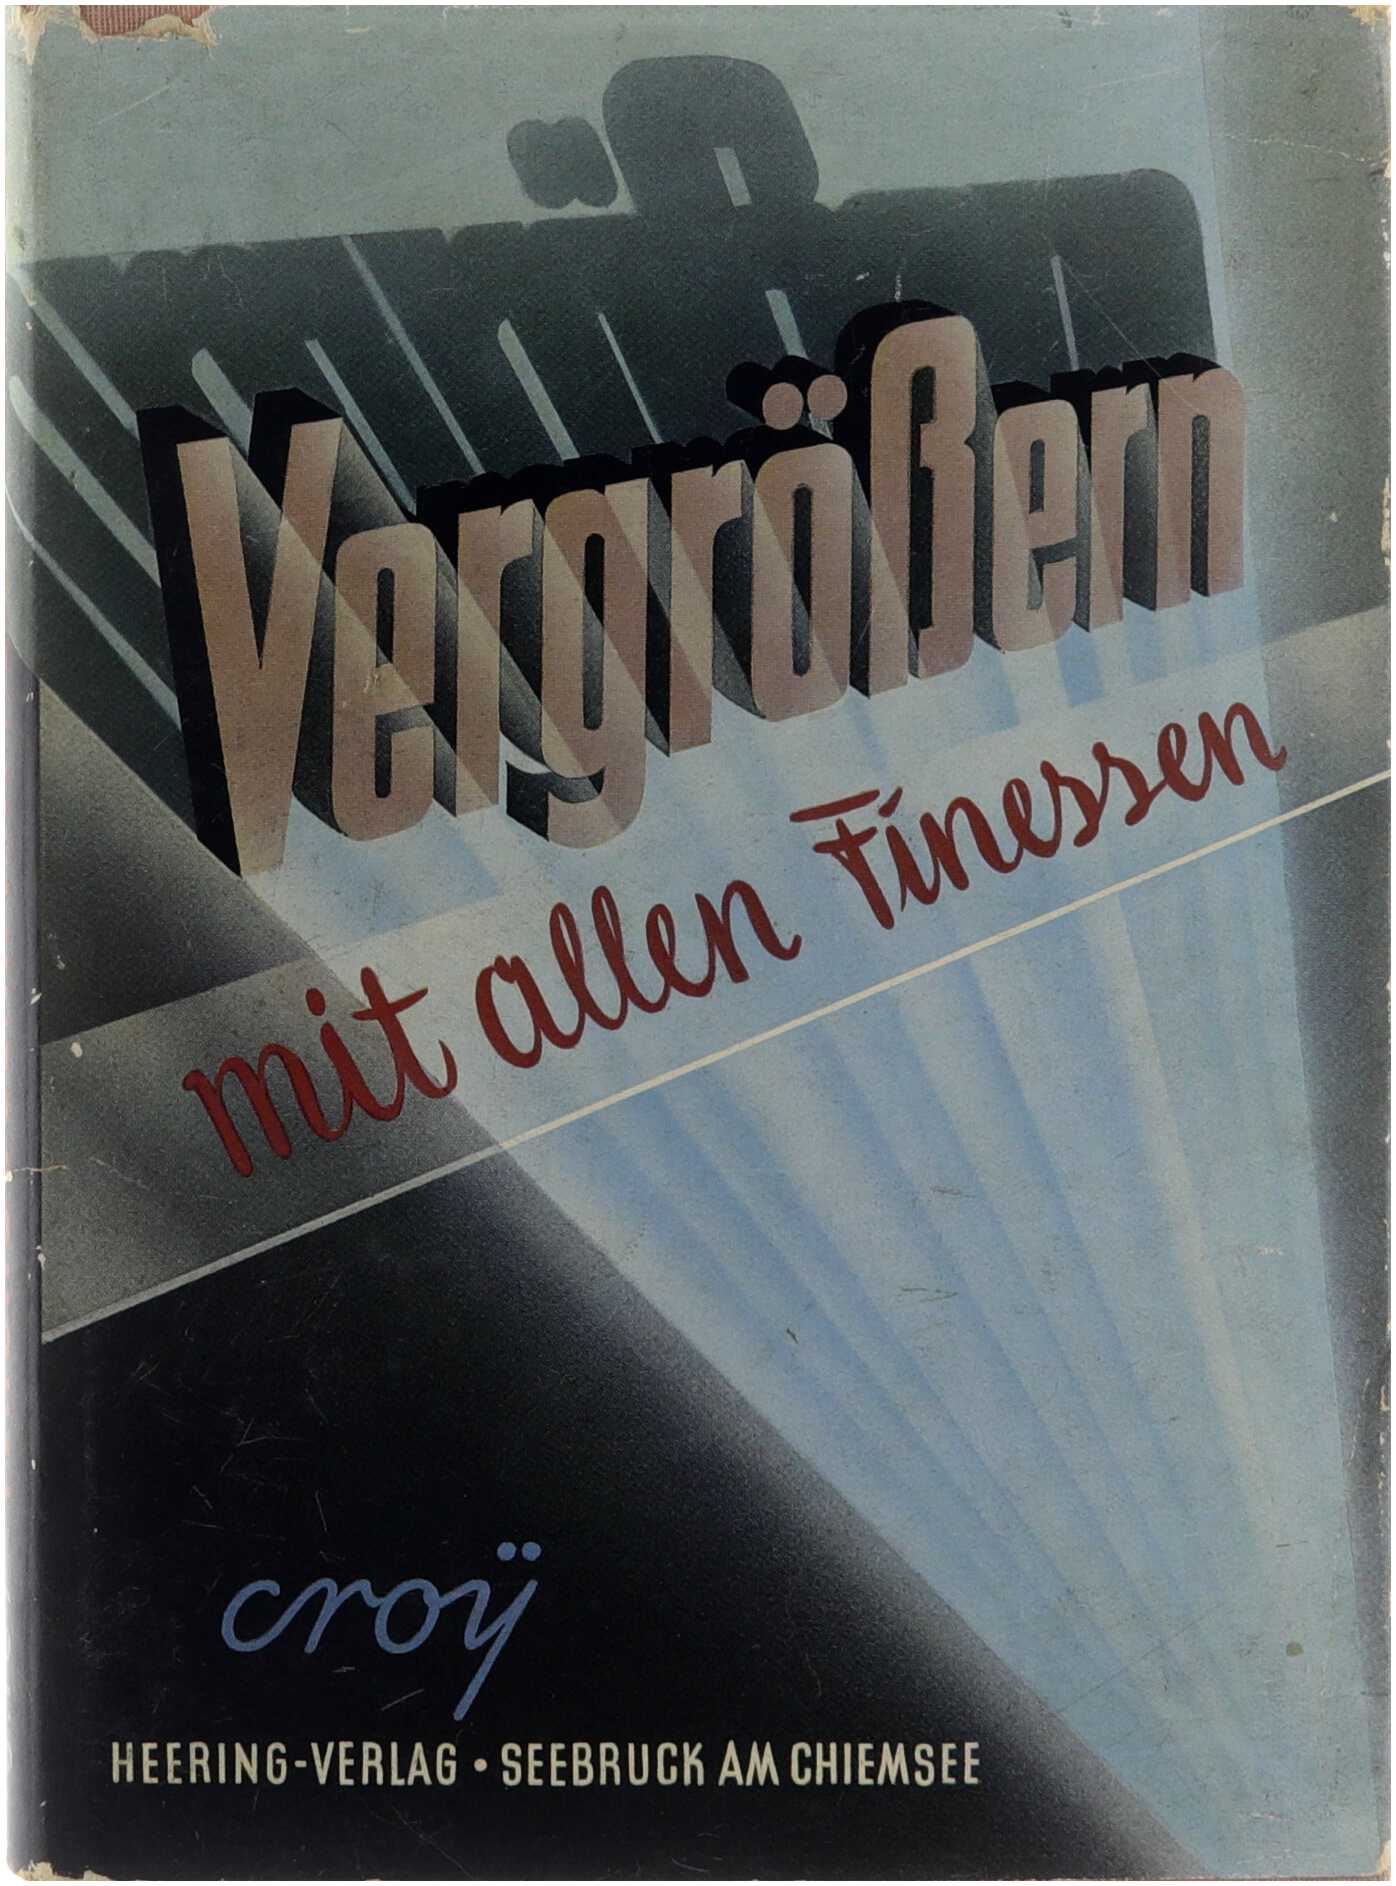 Vergrößern
mit allen Finessen
croÿ
HEERING-VERLAG • SEEBRUCK AM CHIEMSEE